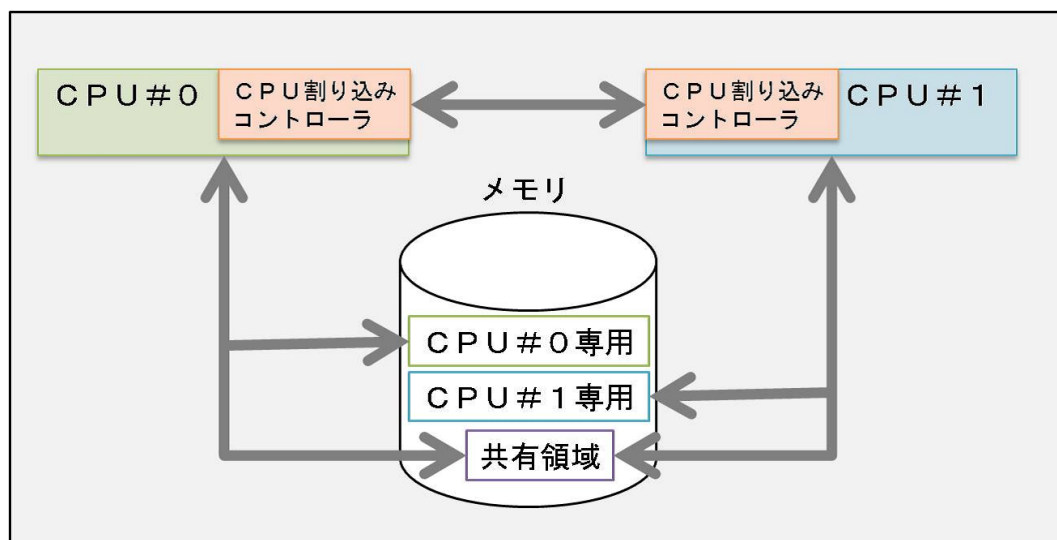 CPU#0
CPU割り込み
コントローラ
CPU割り込み
コントローラ
CPU#1
メモリ
CPU#0専用
CPU#1専用
共有領域